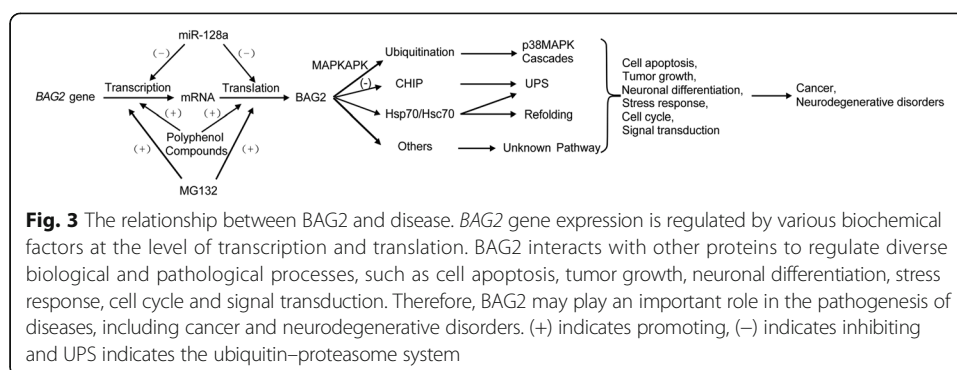 miR-128a
(−)
(−)
BAG2 gene
Transcription
mRNA
Translation
BAG2
(+)
(+)
Polyphenol
Compounds
(+)
(+)
MG132
MAPKAPK
(-)
Ubiquitination
CHIP
Hsp70/Hsc70
Others
p38MAPK
Cascades
UPS
Refolding
Unknown Pathway
Cell apoptosis,
Tumor growth,
Neuronal differentiation,
Stress response,
Cell cycle,
Signal transduction
Cancer,
Neurodegenerative disorders
Fig. 3 The relationship between BAG2 and disease. BAG2 gene expression is regulated by various biochemical
factors at the level of transcription and translation. BAG2 interacts with other proteins to regulate diverse
biological and pathological processes, such as cell apoptosis, tumor growth, neuronal differentiation, stress
response, cell cycle and signal transduction. Therefore, BAG2 may play an important role in the pathogenesis of
diseases, including cancer and neurodegenerative disorders. (+) indicates promoting, (−) indicates inhibiting
and UPS indicates the ubiquitin–proteasome system